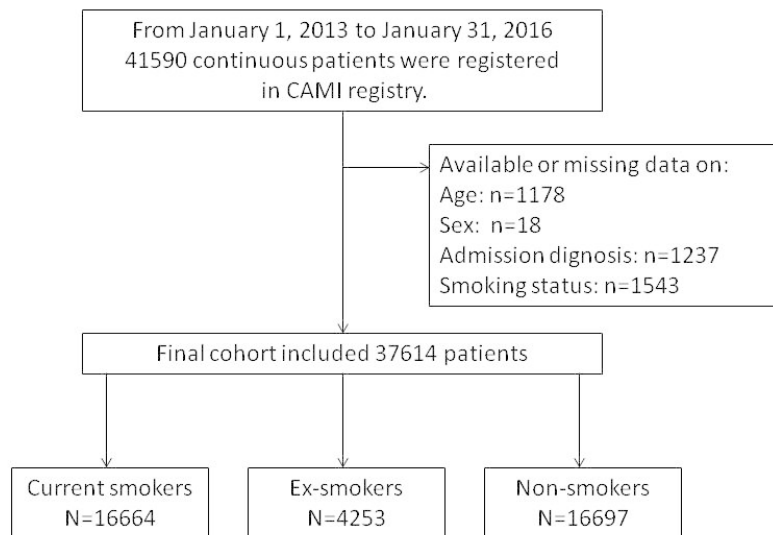 From January 1, 2013 to January 31, 2016
41590 continuous patients were registered
in CAMI registry.
Available or missing data on:
Age: n=1178
Sex: n=18
Admission dignosis: n=1237
Smoking status: n=1543
Final cohort included 37614 patients
Current smokers
N=16664
Ex-smokers
N=4253
Non-smokers
N=16697